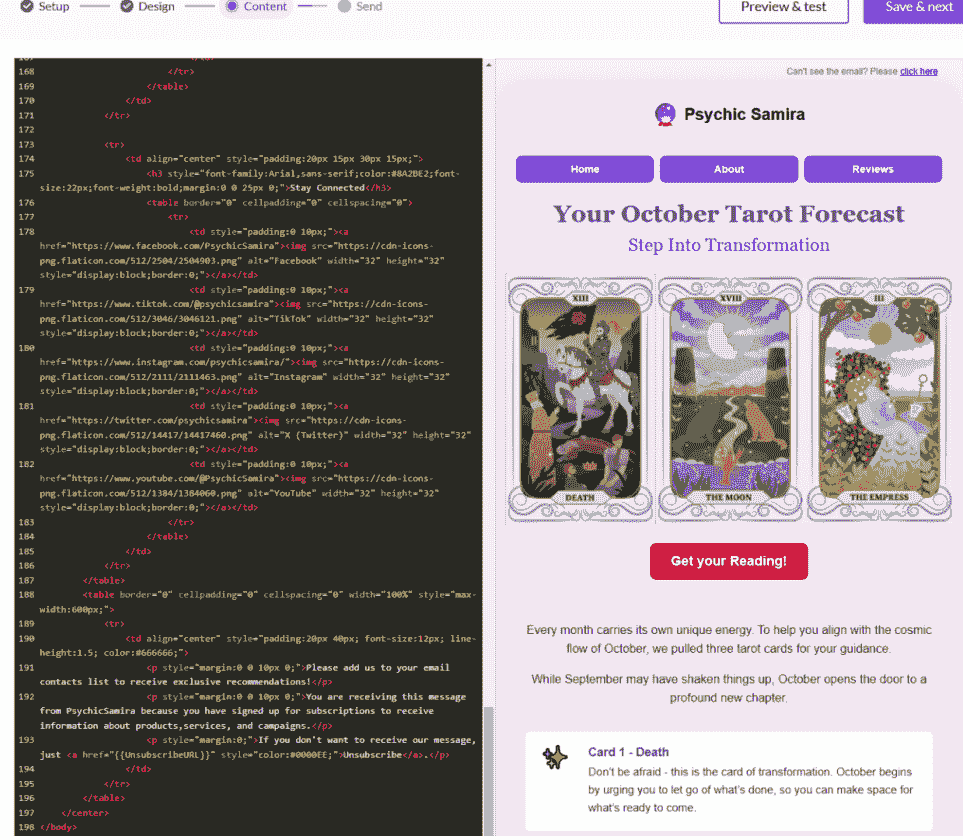 Setup Design Content Send Preview & test Save & next
168 </tr>
169 </table>
170 </td>
171 </tr>
172
173 <tr>
174 <td align="center" style="padding:20px 15px 30px 15px;">
175 <h3 style="font-family:Arial,sans-serif;color:#8A2BE2;font-
size:22px;font-weight:bold;margin:0 0 25px 0;">Stay Connected</h3>
176 <table border="0" cellpadding="0" cellspacing="0">
177 <tr>
178 <td style="padding:0 10px;"><a
href="https://www.facebook.com/PsychicSamira"><img src="https://cdn-icons-
png.flaticon.com/512/2504/2504903.png" alt="Facebook" width="32" height="32"
style="display:block;border:0;"></a></td>
179 <td style="padding:0 10px;"><a
href="https://www.tiktok.com/@psychicsamira"><img src="https://cdn-icons-
png.flaticon.com/512/3046/3046121.png" alt="TikTok" width="32" height="32"
style="display:block;border:0;"></a></td>
180 <td style="padding:0 10px;"><a
href="https://www.instagram.com/psychicsamira/"><img src="https://cdn-icons-
png.flaticon.com/512/2111/2111463.png" alt="Instagram" width="32" height="32"
style="display:block;border:0;"></a></td>
181 <td style="padding:0 10px;"><a
href="https://twitter.com/psychicsamira"><img src="https://cdn-icons-
png.flaticon.com/512/14417/14417460.png" alt="X (Twitter)" width="32" height="32"
style="display:block;border:0;"></a></td>
182 <td style="padding:0 10px;"><a
href="https://www.youtube.com/@PsychicSamira"><img src="https://cdn-icons-
png.flaticon.com/512/1384/1384060.png" alt="YouTube" width="32" height="32"
style="display:block;border:0;"></a></td>
183 </tr>
184 </table>
185 </td>
186 </tr>
187 </table>
188 <table border="0" cellpadding="0" cellspacing="0" width="100%" style="max-
width:600px;">
189 <tr>
190 <td align="center" style="padding:20px 40px; font-size:12px; line-
height:1.5; color:#666666;">
191 <p style="margin:0 0 10px 0;">Please add us to your email
contacts list to receive exclusive recommendations!</p>
192 <p style="margin:0 0 10px 0;">You are receiving this message
from PsychicSamira because you have signed up for subscriptions to receive
information about products,services, and campaigns.</p>
193 <p style="margin:0;">If you don't want to receive our message,
just <a href="{{UnsubscribeURL}}" style="color:#0000EE;">Unsubscribe</a>.</p>
194 </td>
195 </tr>
196 </table>
197 </center>
198 </body>
Can't see the email? Please click here
Psychic Samira
Home About Reviews
Your October Tarot Forecast
Step Into Transformation
XIII XVIII III
DEATH THE MOON THE EMPRESS
Get your Reading!
Every month carries its own unique energy. To help you align with the cosmic
flow of October, we pulled three tarot cards for your guidance.
While September may have shaken things up, October opens the door to a
profound new chapter.
Card 1 - Death
Don't be afraid - this is the card of transformation. October begins
by urging you to let go of what's done, so you can make space for
what's ready to come.